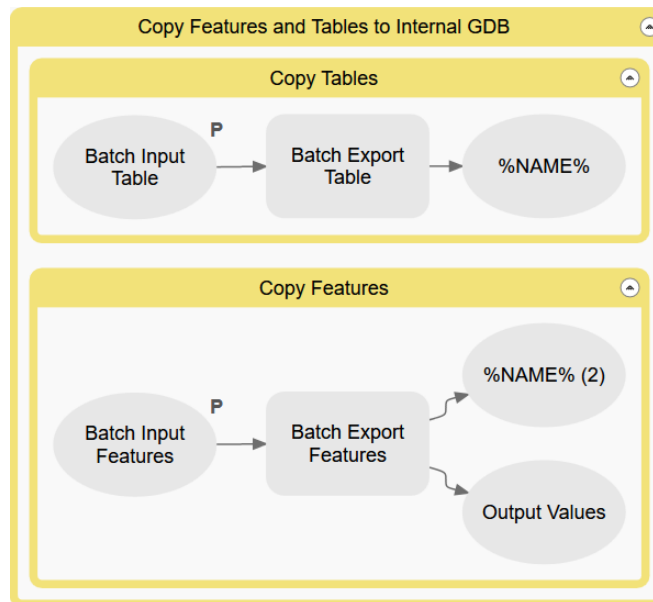 Copy Features and Tables to Internal GDB
Copy Tables
P
Batch Input
Table
Batch Export
Table
%NAME%
Copy Features
P
Batch Input
Features
Batch Export
Features
%NAME% (2)
Output Values